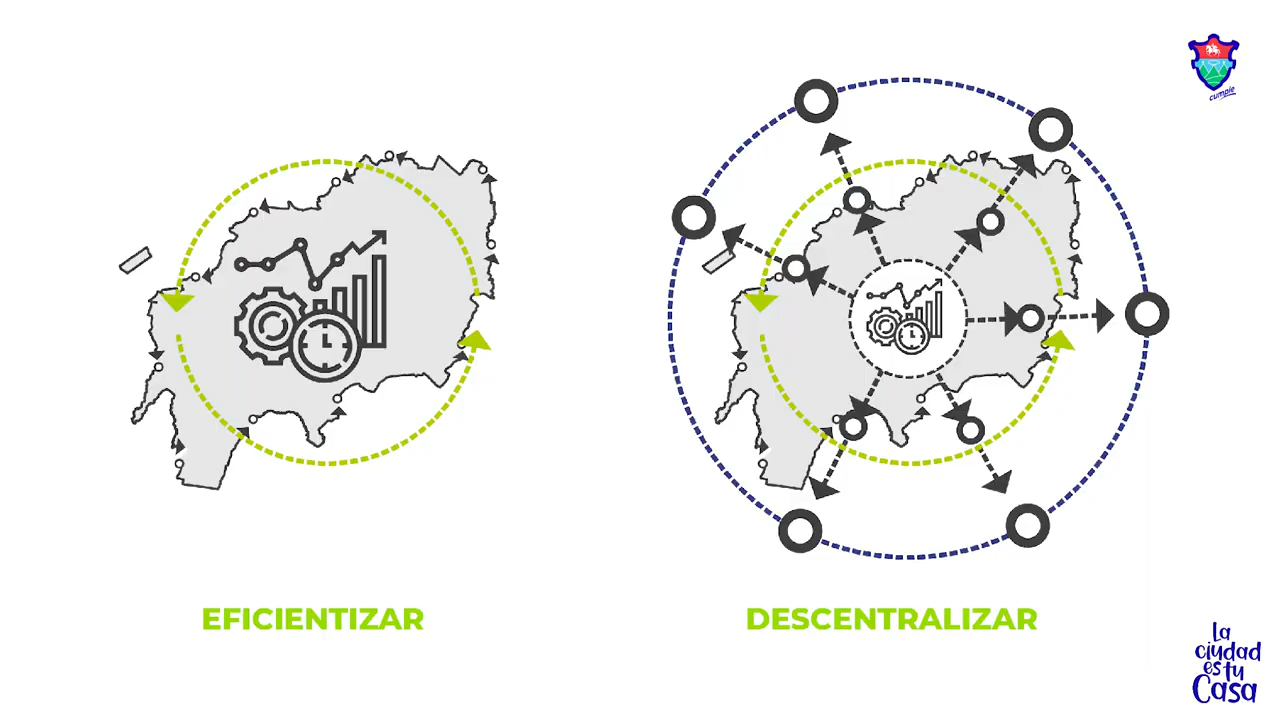 cumple
EFICIENTIZAR
DESCENTRALIZAR
La
ciudad
es tu
Casa